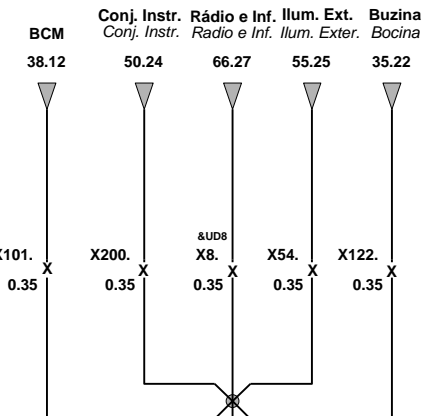 Conj. Instr. Rádio e Inf. Ilum. Ext. Buzina
BCM Conj. Instr. Radio e Inf. Ilum. Exter. Bocina
38.12 50.24 66.27 55.25 35.22
&UD8
X101. X200. X8. X54. X122.
X X X X X
0.35 0.35 0.35 0.35 0.35